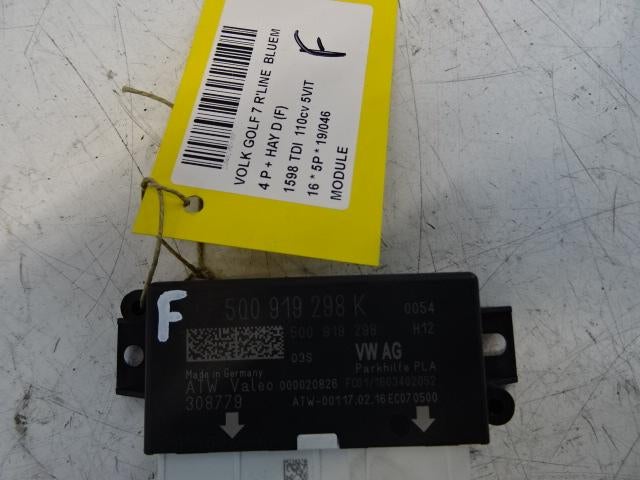 VOLK GOLF 7 R'LINE BLUEM
4 P + HAY D (F)
1598 TDI 110cv 5VIT
16 * 5P * 19/046
MODULE
F
F
5Q0 919 298 K 0054
5Q0 919 298 H12
03S VW AG
Made in Germany Parkhilfe PLA
ATW Valeo 000020826 FC01/1603402052
308779 ATW-00117.02.16EC070500